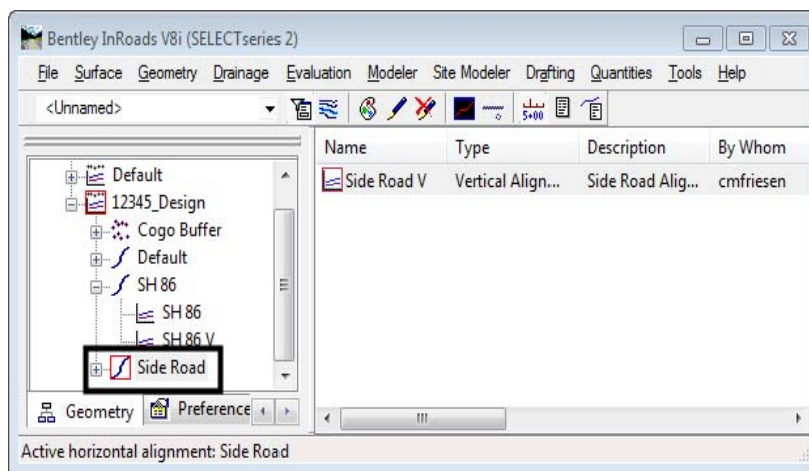 Bentley InRoads V8i (SELECTseries 2)
File Surface Geometry Drainage Evaluation Modeler Site Modeler Drafting Quantities Tools Help
<Unnamed>
5+00
Name Type Description By Whom
Side Road V Vertical Align... Side Road Alig... cmfriesen
Default
12345_Design
Cogo Buffer
Default
SH 86
SH 86
SH 86 V
Side Road
Geometry Preference
Active horizontal alignment: Side Road